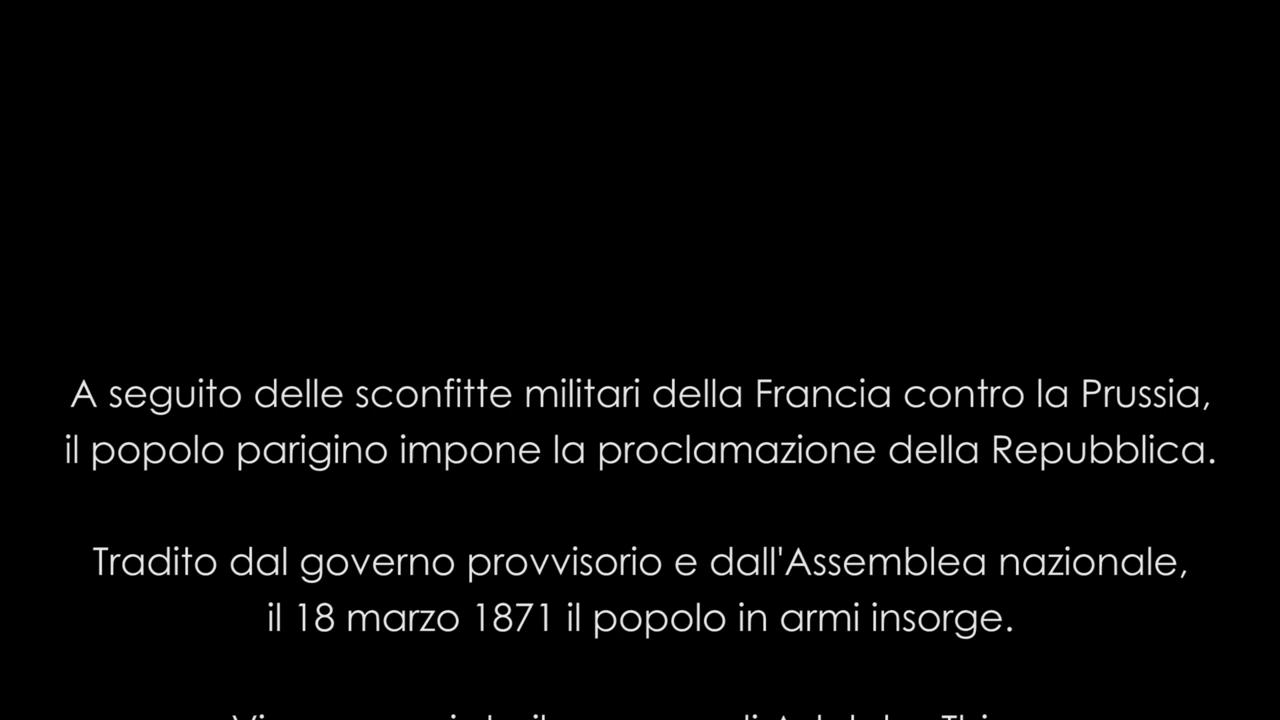 A seguito delle sconfitte militari della Francia contro la Prussia,
il popolo parigino impone la proclamazione della Repubblica.
Tradito dal governo provvisorio e dall'Assemblea nazionale,
il 18 marzo 1871 il popolo in armi insorge.